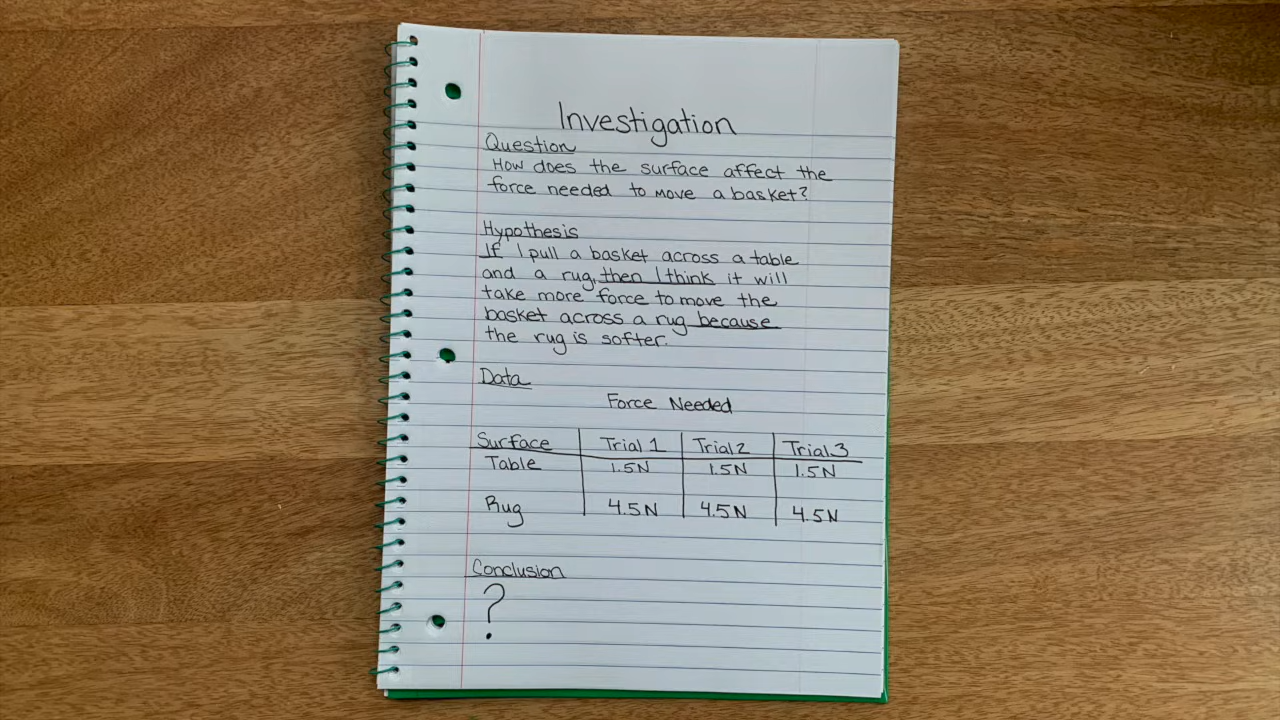 Investigation
Question
How does the surface affect the
force needed to move a basket?
Hypothesis
If I pull a basket across a table
and a rug, then I think it will
take more force to move the
basket across a rug because
the rug is softer.
Data
Force Needed
Surface Trial 1 Trial 2 Trial 3
Table 1.5N 1.5N 1.5N
Rug 4.5N 4.5N 4.5N
Conclusion
?